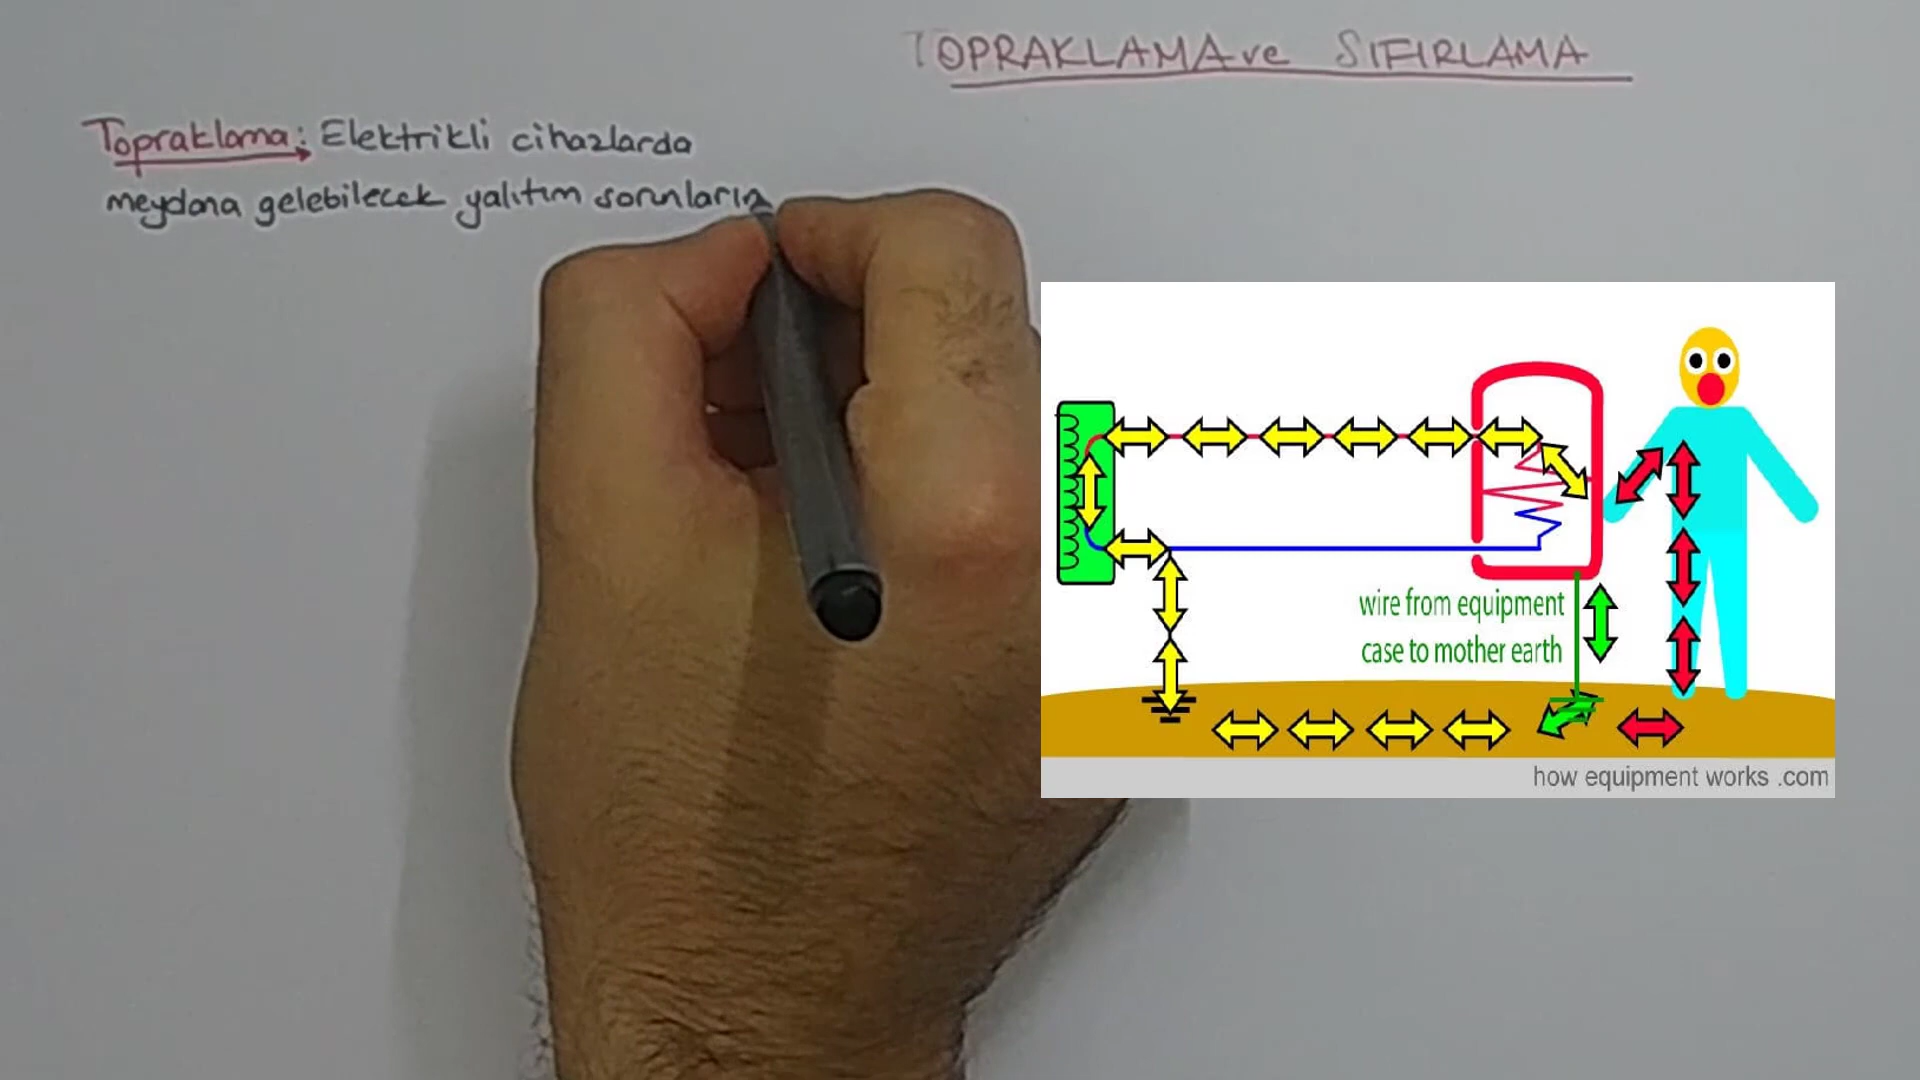 TOPRAKLAMA ve SIFIRLAMA
Topraklama: Elektrikli cihazlarda
meydana gelebilecek yalıtım sorunların
wire from equipment
case to mother earth
how equipment works .com